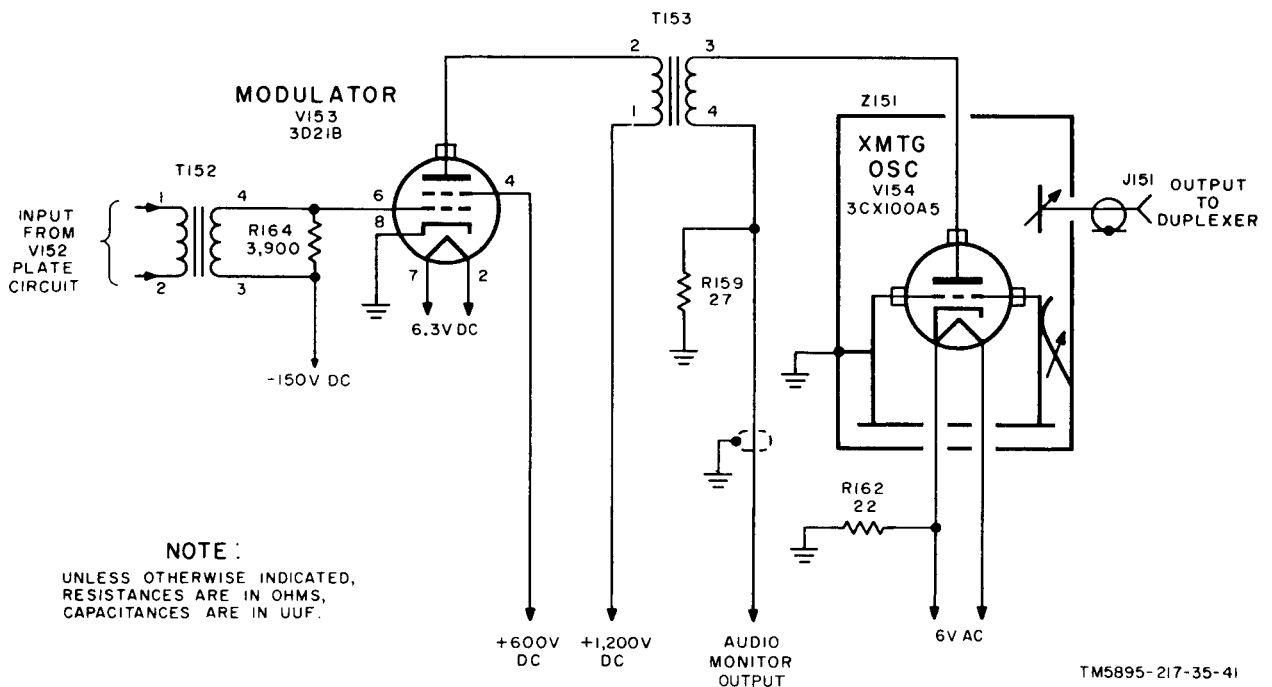 T153
2
3
1
4
MODULATOR
V153
3D21B
T152
1
4
2
3
INPUT
FROM
V152
PLATE
CIRCUIT
R164
3,900
6
8
4
7
2
6.3V DC
-150V DC
Z151
XMTG
OSC
V154
3CX100A5
J151
OUTPUT
TO
DUPLEXER
R159
27
R162
22
NOTE:
UNLESS OTHERWISE INDICATED,
RESISTANCES ARE IN OHMS,
CAPACITANCES ARE IN UUF.
+600V
DC
+1,200V
DC
AUDIO
MONITOR
OUTPUT
6V AC
TM5895-217-35-41